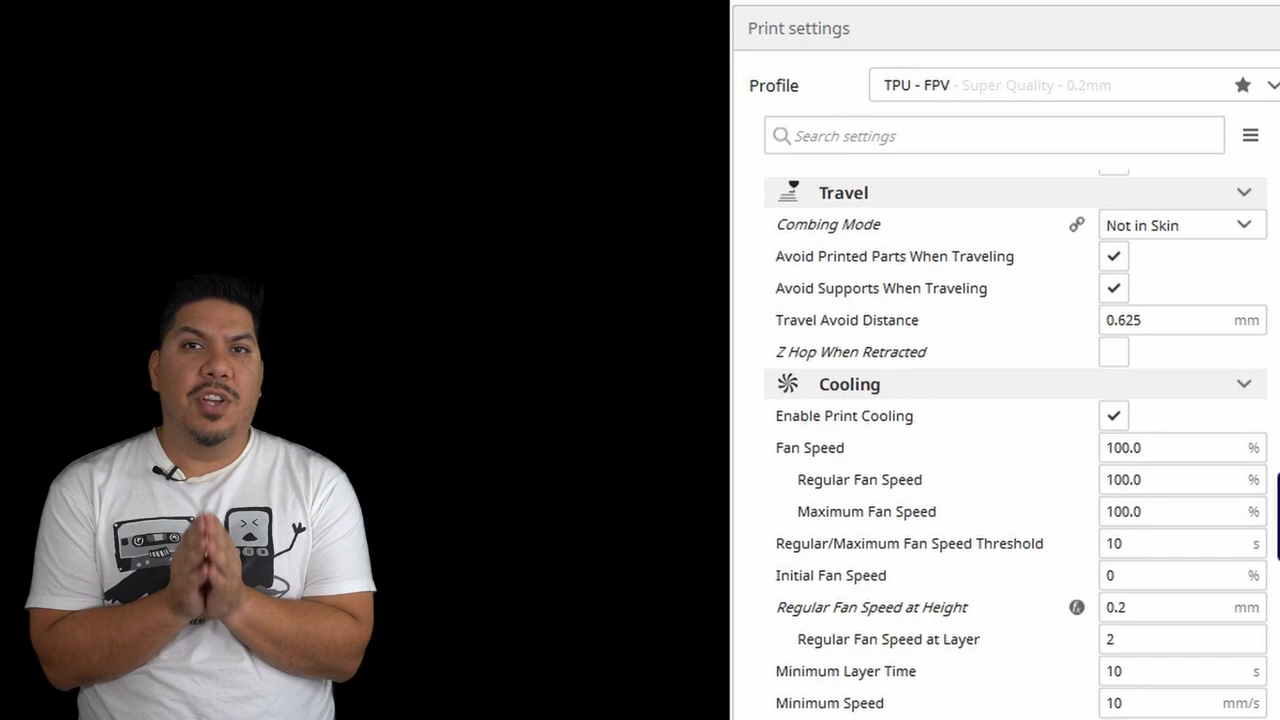 Print settings
Profile TPU - FPV - Super Quality - 0.2mm
Search settings
Travel
Combing Mode Not in Skin
Avoid Printed Parts When Traveling
Avoid Supports When Traveling
Travel Avoid Distance 0.625 mm
Z Hop When Retracted
Cooling
Enable Print Cooling
Fan Speed 100.0 %
Regular Fan Speed 100.0 %
Maximum Fan Speed 100.0 %
Regular/Maximum Fan Speed Threshold 10 s
Initial Fan Speed 0 %
Regular Fan Speed at Height 0.2 mm
Regular Fan Speed at Layer 2
Minimum Layer Time 10 s
Minimum Speed 10 mm/s